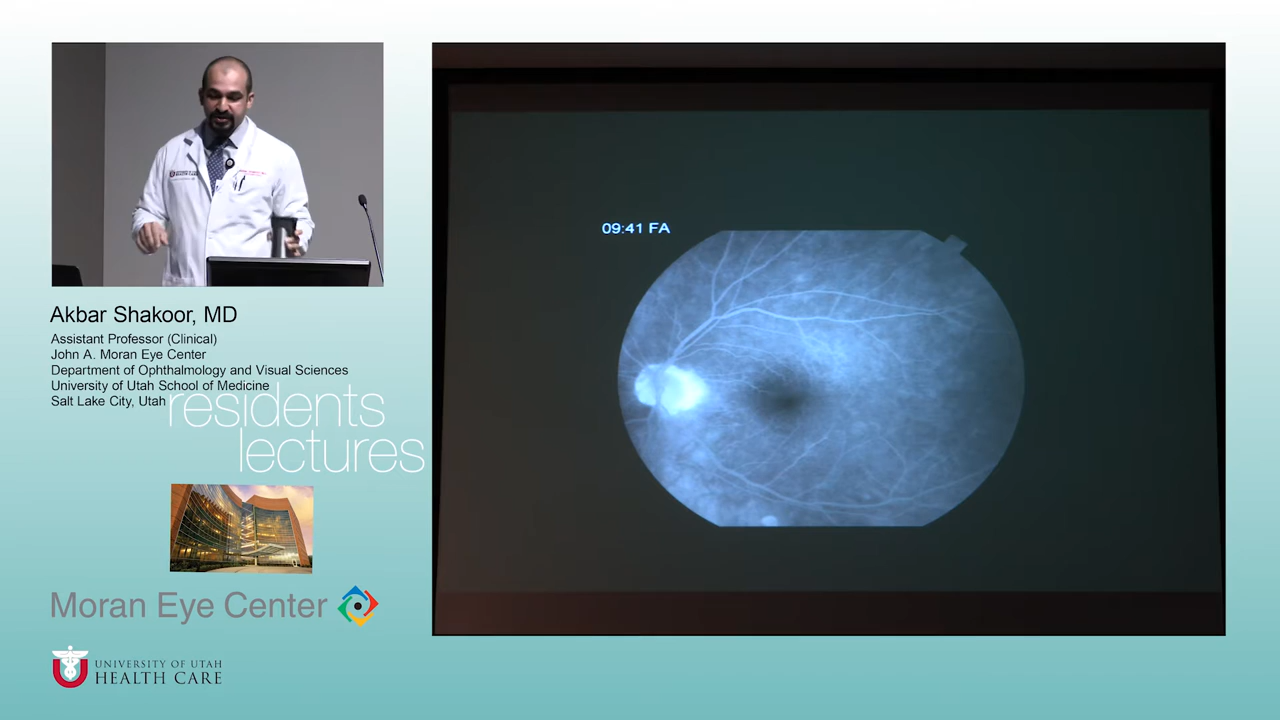 09:41 FA
Akbar Shakoor, MD
Assistant Professor (Clinical)
John A. Moran Eye Center
Department of Ophthalmology and Visual Sciences
University of Utah School of Medicine
Salt Lake City, Utah
residents
lectures
Moran Eye Center
UNIVERSITY OF UTAH
HEALTH CARE